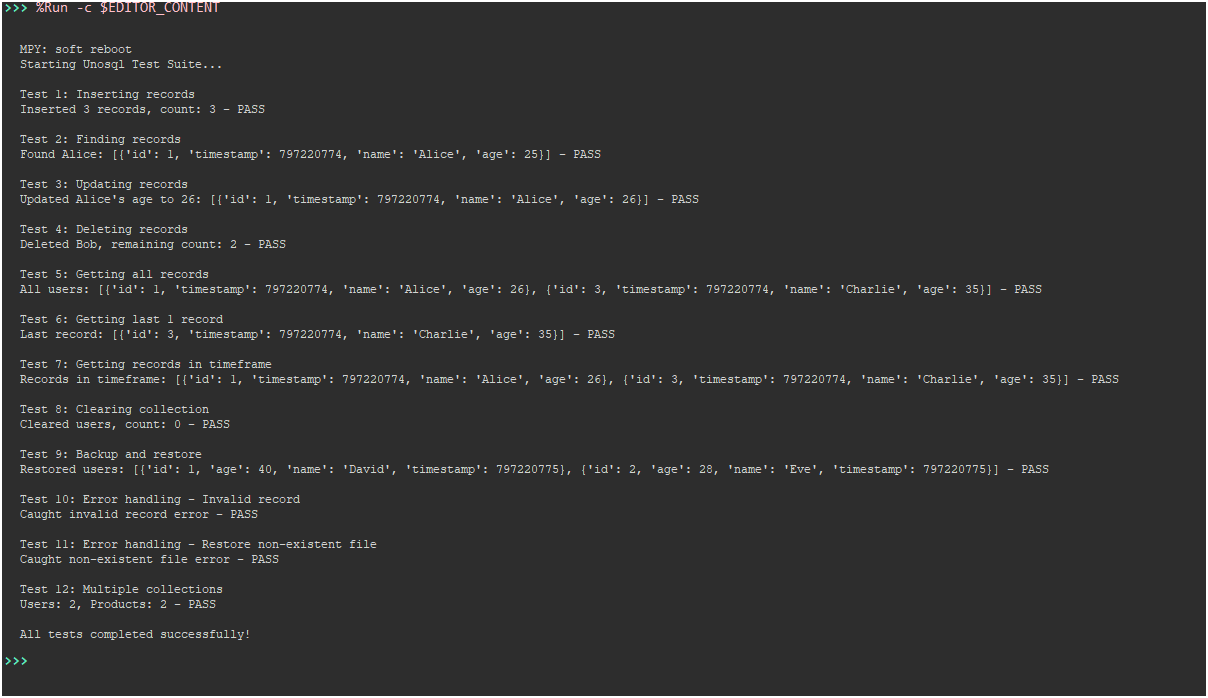 >>> %Run -c $EDITOR_CONTENT
MPY: soft reboot
Starting Unosql Test Suite...
Test 1: Inserting records
Inserted 3 records, count: 3 - PASS
Test 2: Finding records
Found Alice: [{'id': 1, 'timestamp': 797220774, 'name': 'Alice', 'age': 25}] - PASS
Test 3: Updating records
Updated Alice's age to 26: [{'id': 1, 'timestamp': 797220774, 'name': 'Alice', 'age': 26}] - PASS
Test 4: Deleting records
Deleted Bob, remaining count: 2 - PASS
Test 5: Getting all records
All users: [{'id': 1, 'timestamp': 797220774, 'name': 'Alice', 'age': 26}, {'id': 3, 'timestamp': 797220774, 'name': 'Charlie', 'age': 35}] - PASS
Test 6: Getting last 1 record
Last record: [{'id': 3, 'timestamp': 797220774, 'name': 'Charlie', 'age': 35}] - PASS
Test 7: Getting records in timeframe
Records in timeframe: [{'id': 1, 'timestamp': 797220774, 'name': 'Alice', 'age': 26}, {'id': 3, 'timestamp': 797220774, 'name': 'Charlie', 'age': 35}] - PASS
Test 8: Clearing collection
Cleared users, count: 0 - PASS
Test 9: Backup and restore
Restored users: [{'id': 1, 'age': 40, 'name': 'David', 'timestamp': 797220775}, {'id': 2, 'age': 28, 'name': 'Eve', 'timestamp': 797220775}] - PASS
Test 10: Error handling - Invalid record
Caught invalid record error - PASS
Test 11: Error handling - Restore non-existent file
Caught non-existent file error - PASS
Test 12: Multiple collections
Users: 2, Products: 2 - PASS
All tests completed successfully!
>>>